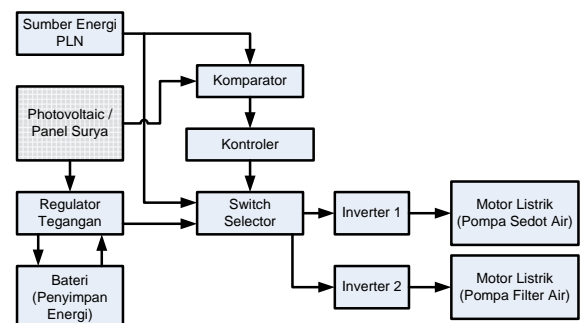 Sumber Energi
PLN
Komparator
Photovoltaic /
Panel Surya
Kontroler
Regulator
Tegangan
Switch
Selector
Inverter 1
Motor Listrik
(Pompa Sedot Air)
Bateri
(Penyimpan
Energi)
Inverter 2
Motor Listrik
(Pompa Filter Air)